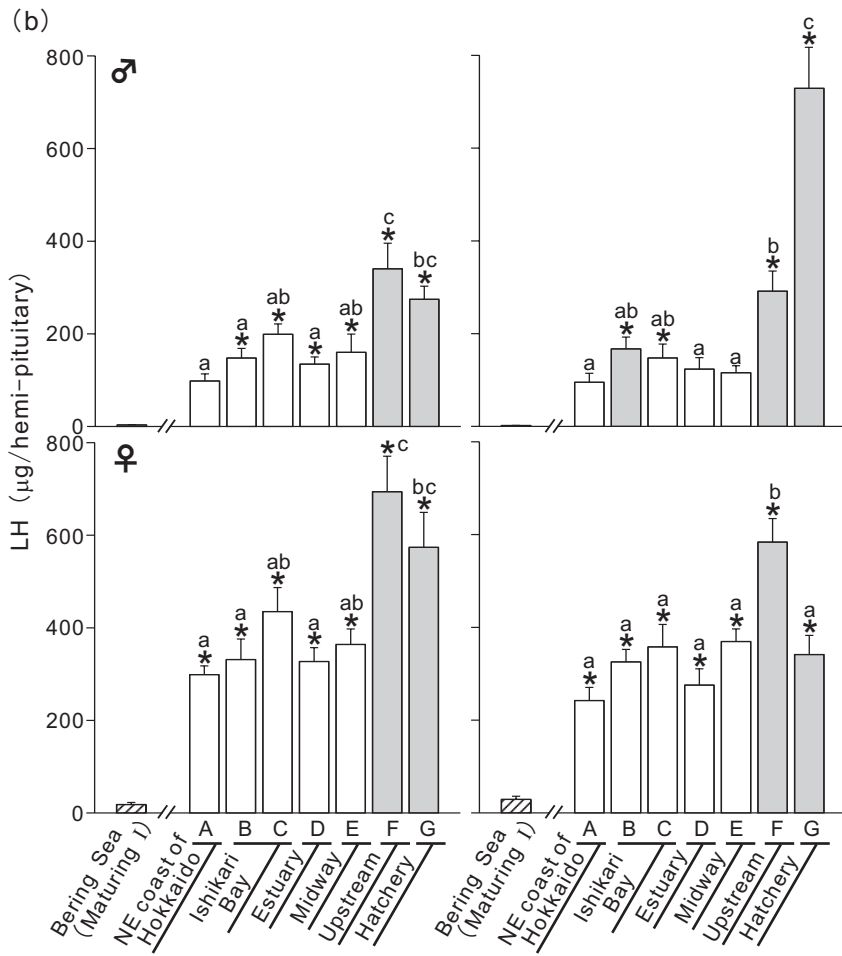 (b)
LH (μg/hemi-pituitary)
♂
800
600
400
200
0
a
a
*
ab
*
a
*
ab
*
c
*
bc
*
a
ab
*
ab
*
a
a
b
*
c
*
♀
800
600
400
200
0
a
*
a
*
ab
*
a
*
ab
*
* c
bc
*
a
*
a
*
a
*
a
*
a
*
b
*
a
*
A B C D E F G
Bering Sea
(Maturing I)
NE coast of
Hokkaido
Ishikari
Bay
Estuary
Midway
Upstream
Hatchery
A B C D E F G
Bering Sea
(Maturing I)
NE coast of
Hokkaido
Ishikari
Bay
Estuary
Midway
Upstream
Hatchery